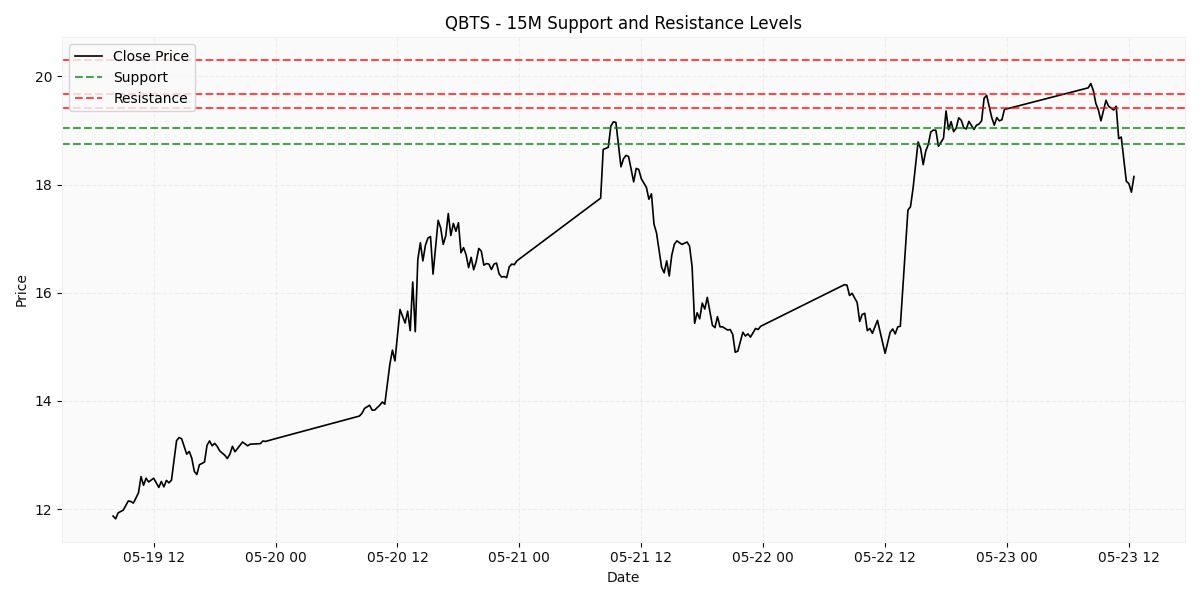 QBTS - 15M Support and Resistance Levels
Close Price
Support
Resistance
Price
20
18
16
14
12
05-19 12
05-20 00
05-20 12
05-21 00
05-21 12
05-22 00
05-22 12
05-23 00
05-23 12
Date